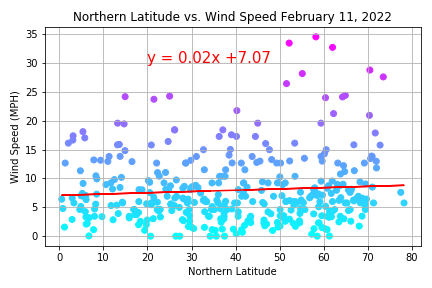 Northern Latitude vs. Wind Speed February 11, 2022
35
30
25
20
15
10
5
0
Wind Speed (MPH)
y = 0.02x +7.07
0 10 20 30 40 50 60 70 80
Northern Latitude